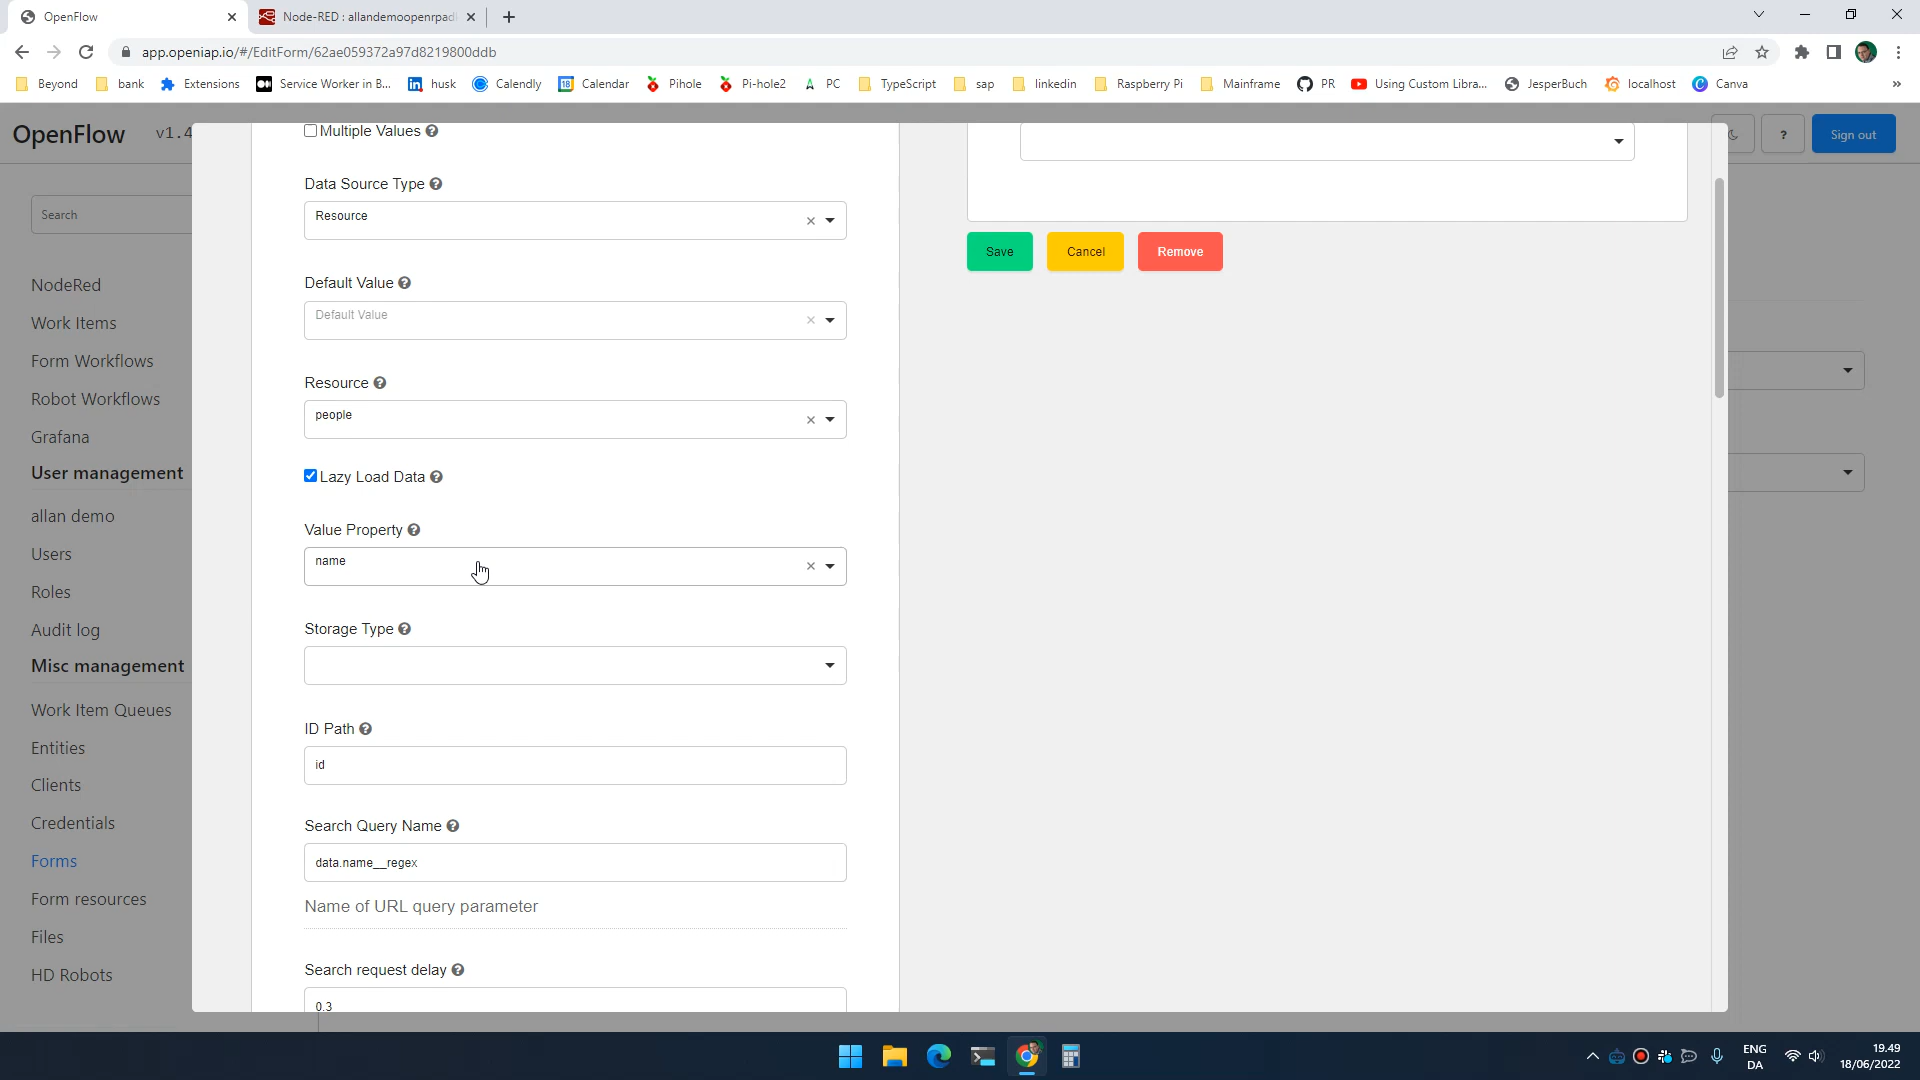 OpenFlow
Node-RED : allandemoopenrpadi
app.openiap.io/#/EditForm/62ae059372a97d8219800ddb
Beyond
bank
Extensions
Service Worker in B...
husk
Calendly
Calendar
Pihole
Pi-hole2
PC
TypeScript
sap
linkedin
Raspberry Pi
Mainframe
PR
Using Custom Libra...
JesperBuch
localhost
Canva
»
OpenFlow
v1.4
?
Sign out
Search
NodeRed
Work Items
Form Workflows
Robot Workflows
Grafana
User management
allan demo
Users
Roles
Audit log
Misc management
Work Item Queues
Entities
Clients
Credentials
Forms
Form resources
Files
HD Robots
Multiple Values
Data Source Type
Resource
Default Value
Default Value
Resource
people
Lazy Load Data
Value Property
name
Storage Type
ID Path
id
Search Query Name
data.name__regex
Name of URL query parameter
Search request delay
0.3
Save
Cancel
Remove
ENG
DA
19.49
18/06/2022